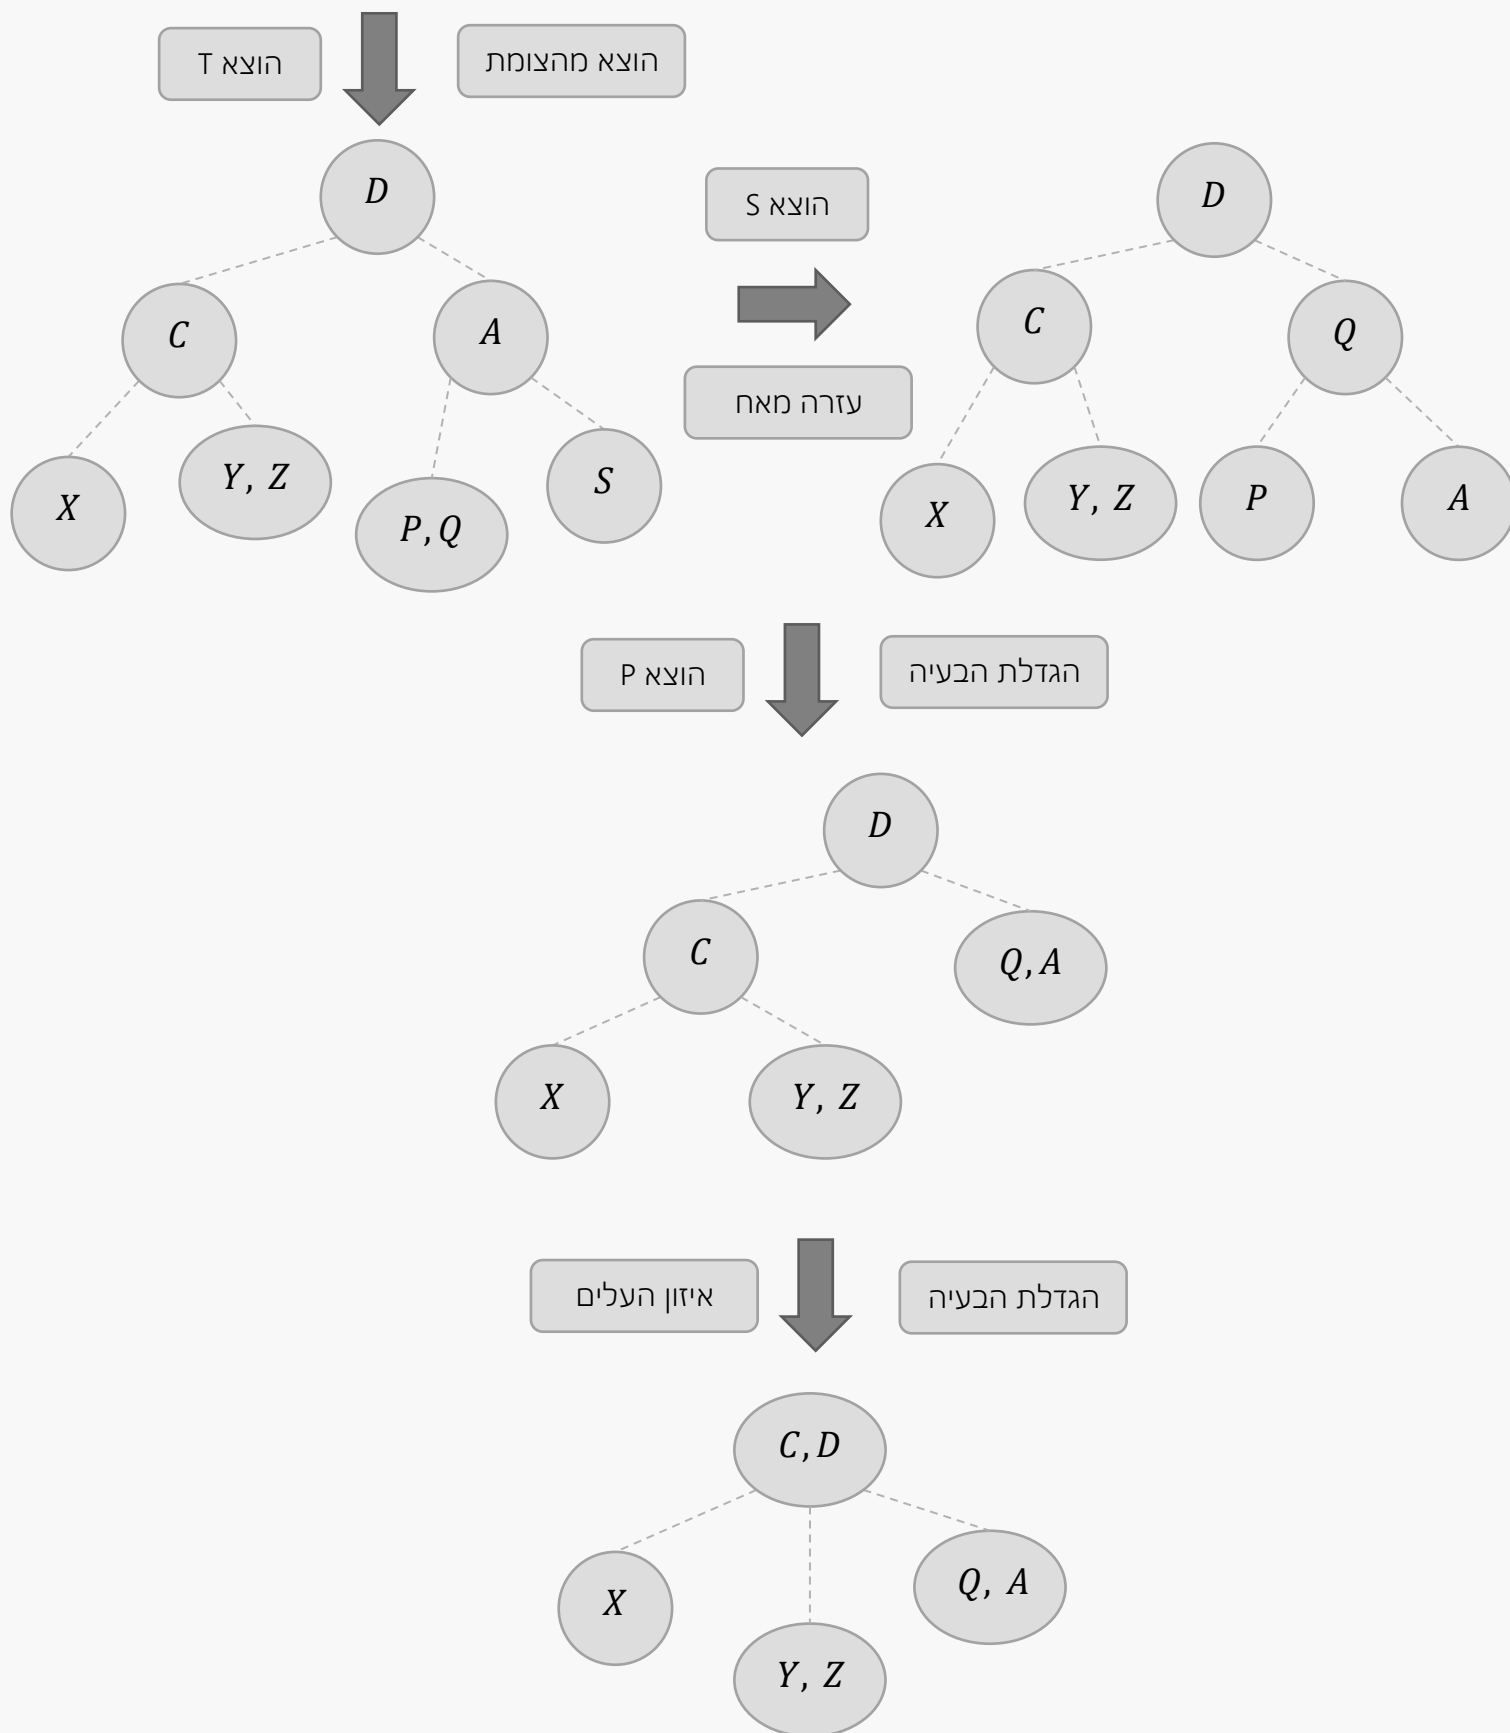 הוצא T
הוצא מהצומת
D
C
A
X
Y, Z
P, Q
S
הוצא S
עזרה מאח
D
C
Q
X
Y, Z
P
A
הוצא P
הגדלת הבעיה
D
C
Q, A
X
Y, Z
איזון העלים
הגדלת הבעיה
C, D
X
Q, A
Y, Z